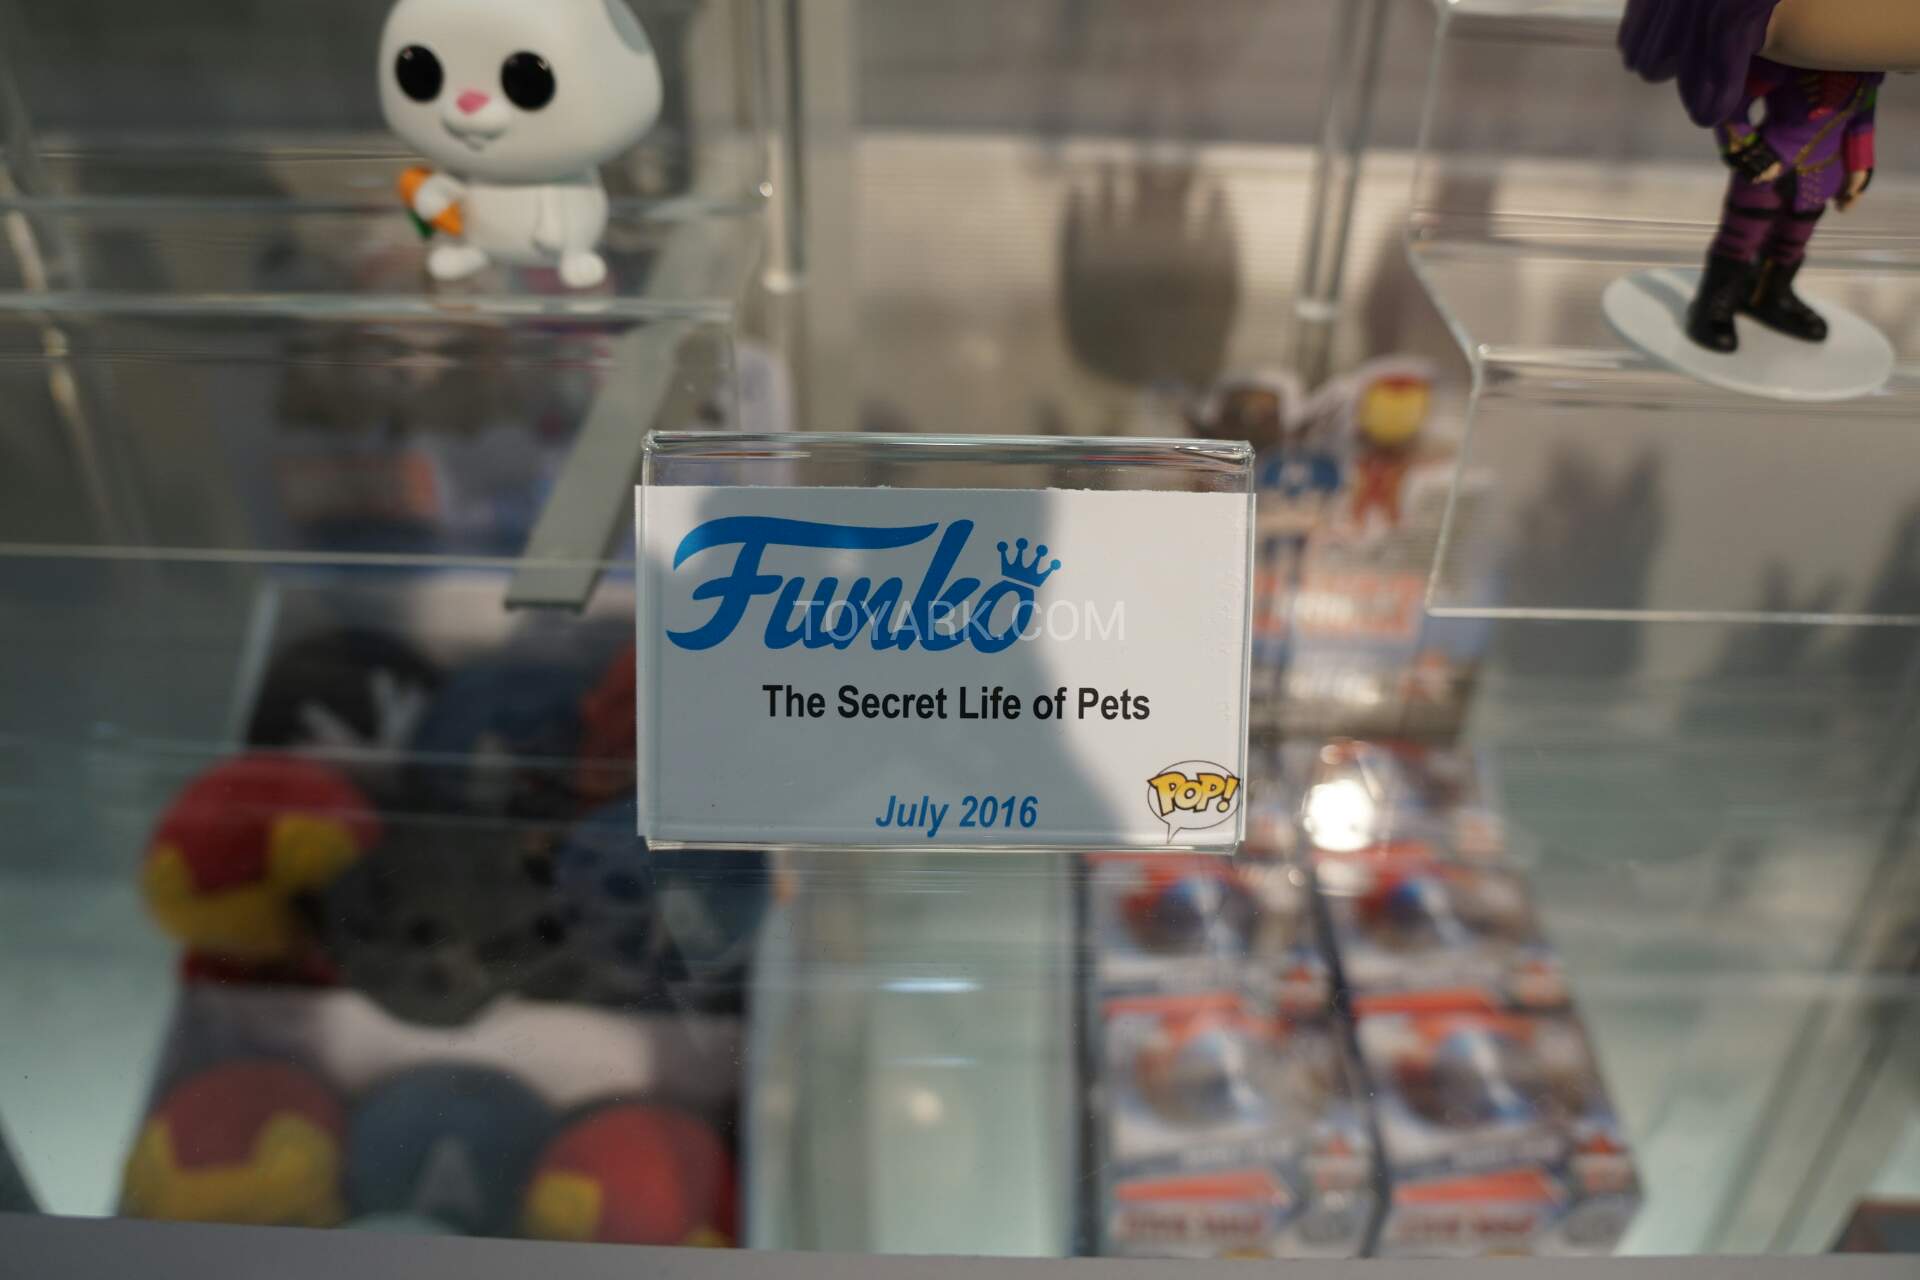 Funko
TOYARK.COM
The Secret Life of Pets
July 2016
POP!